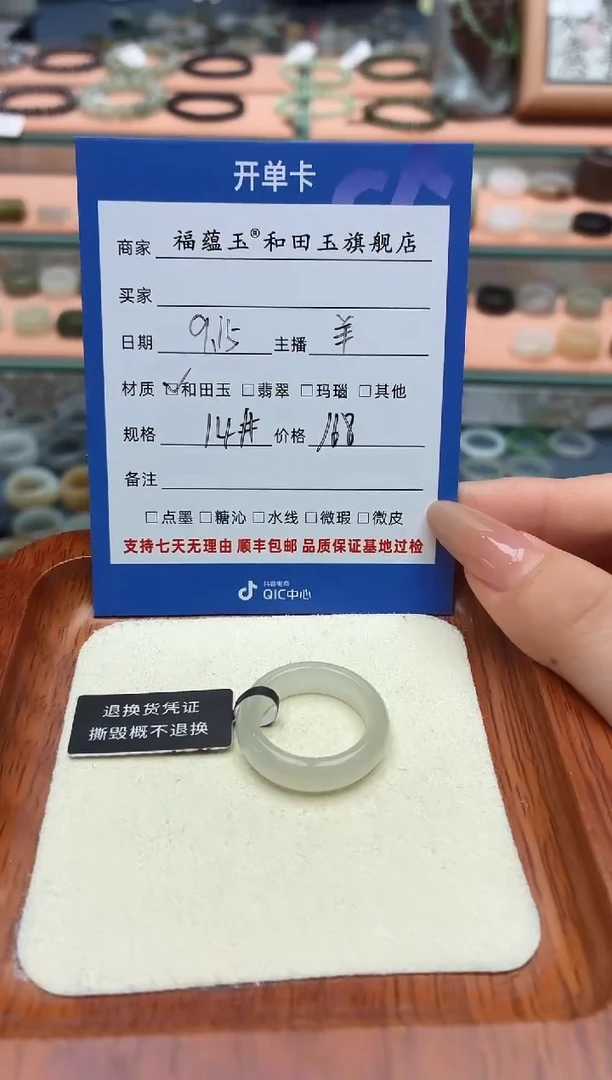 开单卡
商家 福蕴玉®和田玉旗舰店
买家
日期 9.15 主播 羊
材质 ☑和田玉 □翡翠 □玛瑙 □其他
规格 14# 价格 168
备注
□点墨 □糖沁 □水线 □微瑕 □微皮
支持七天无理由 顺丰包邮 品质保证基地过检
抖音电商
QIC中心
退换货凭证
撕毁概不退换